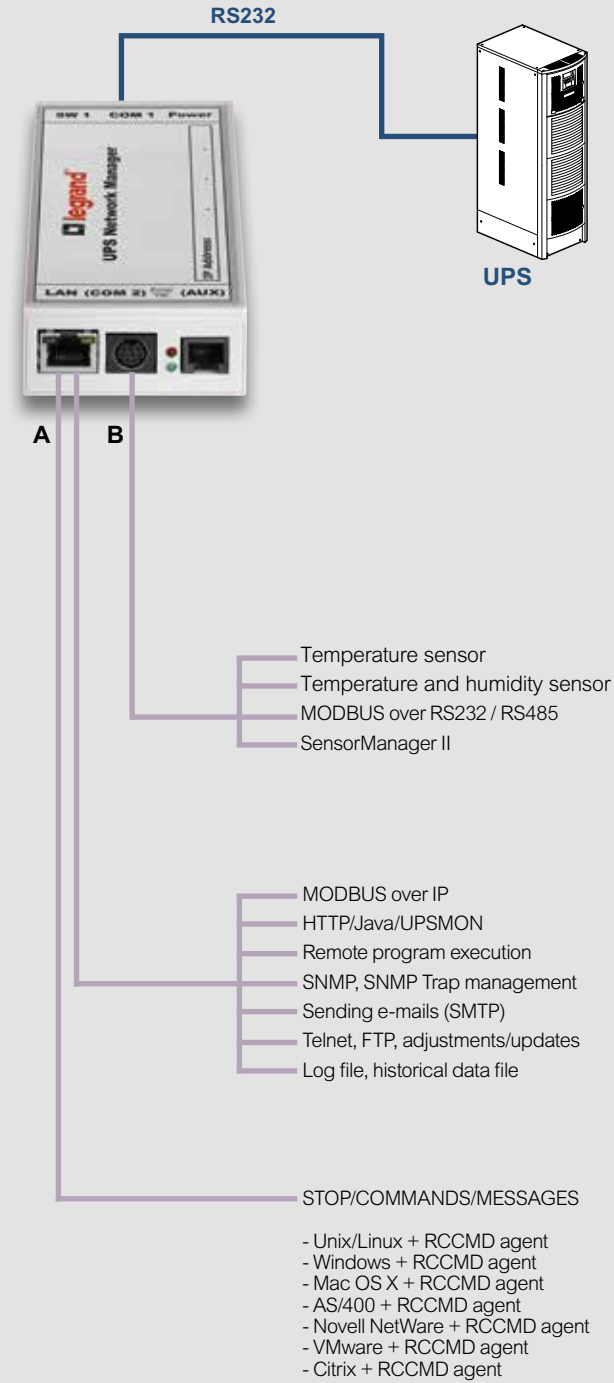 RS232
SW 1 COM 1 Power
legrand
UPS Network Manager
IP Address:
LAN (COM 2) (AUX)
UPS
A B
Temperature sensor
Temperature and humidity sensor
MODBUS over RS232 / RS485
SensorManager II
MODBUS over IP
HTTP/Java/UPSMON
Remote program execution
SNMP, SNMP Trap management
Sending e-mails (SMTP)
Telnet, FTP, adjustments/updates
Log file, historical data file
STOP/COMMANDS/MESSAGES
- Unix/Linux + RCCMD agent
- Windows + RCCMD agent
- Mac OS X + RCCMD agent
- AS/400 + RCCMD agent
- Novell NetWare + RCCMD agent
- VMware + RCCMD agent
- Citrix + RCCMD agent